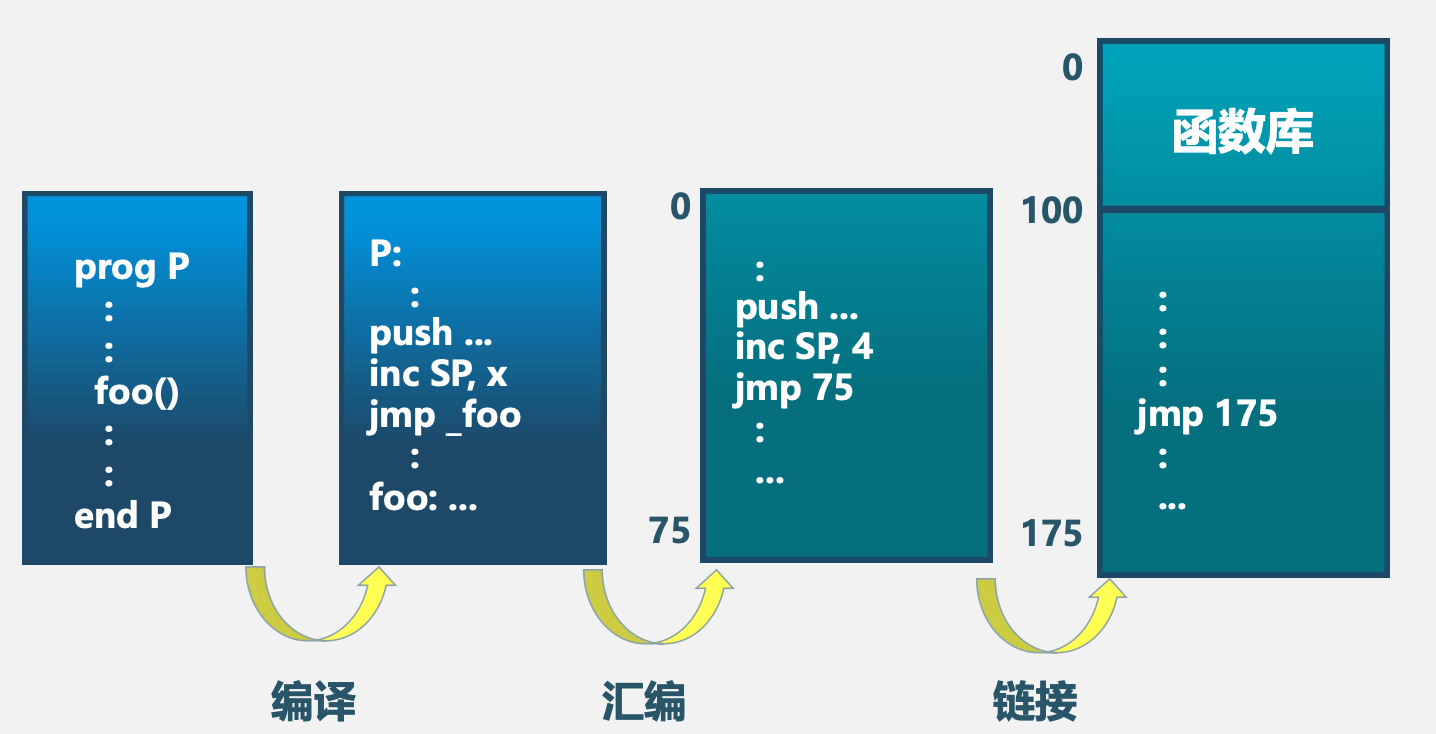 prog P
:
:
foo()
:
:
end P
P:
:
push ...
inc SP, x
jmp _foo
:
foo: ...
0
:
push ...
inc SP, 4
jmp 75
:
...
75
0
函数库
100
:
:
:
jmp 175
:
...
175
编译
汇编
链接